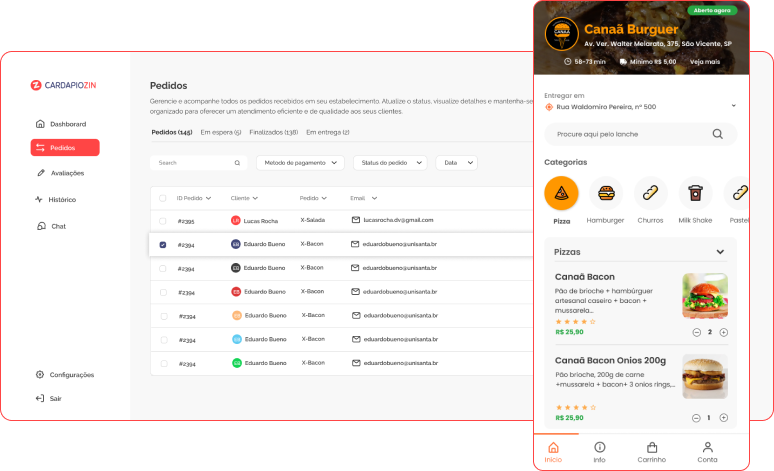 CARDAPIOZIN
Dashborard
Pedidos
Avaliações
Histórico
Chat
Configurações
Sair
Pedidos
Gerencie e acompanhe todos os pedidos recebidos em seu estabelecimento. Atualize o status, visualize detalhes e mantenha-se
organizado para oferecer um atendimento eficiente e de qualidade aos seus clientes.
Pedidos (145) Em espera (5) Finalizados (138) Em entrega (2)
Search Metodo de pagamento Status do pedido Data
ID Pedido Cliente Pedido Email
#2395 LR Lucas Rocha X-Salada lucasrocha.dv@gmail.com
#2394 EB Eduardo Bueno X-Bacon eduardobueno@unisanta.br
#2394 EB Eduardo Bueno X-Bacon eduardobueno@unisanta.br
#2394 EB Eduardo Bueno X-Bacon eduardobueno@unisanta.br
#2394 EB Eduardo Bueno X-Bacon eduardobueno@unisanta.br
#2394 EB Eduardo Bueno X-Bacon eduardobueno@unisanta.br
#2394 EB Eduardo Bueno X-Bacon eduardobueno@unisanta.br
Aberto agora
CANAÃ
Canaã Burguer
Av. Ver. Walter Melarato, 375, São Vicente, SP
58-73 min Mínimo R$ 5,00 Veja mais
Entregar em
Rua Waldomiro Pereira, nº 500
Procure aqui pelo lanche
Categorias
Pizza Hamburger Churros Milk Shake Pastel
Pizzas
Canaã Bacon
Pão de brioche + hambúrguer
artesanal caseiro + bacon +
mussarela...
R$ 25,90 2
Canaã Bacon Onios 200g
Pão brioche, 200g de carne
+mussarela + bacon+ 3 onios rings,...
R$ 25,90 1
Início Info Carrinho Conta